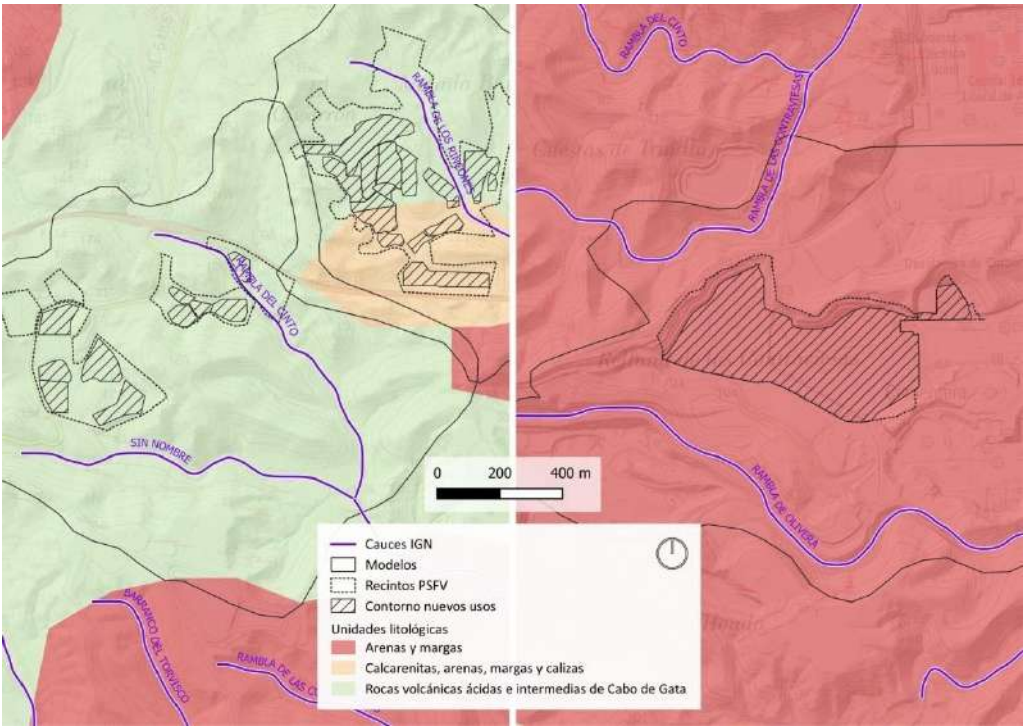 RAMBLA DE LOS RINCONES
RAMBLA DEL CINTO
SIN NOMBRE
BARRANCO DEL TORVISCO
RAMBLA DE LAS
RAMBLA DEL CINTO
RAMBLA DE LAS CONTRAVIESAS
RAMBLA DE OLIVERA
0 200 400 m
Cauces IGN
Modelos
Recintos PSFV
Contorno nuevos usos
Unidades litológicas
Arenas y margas
Calcarenitas, arenas, margas y calizas
Rocas volcánicas ácidas e intermedias de Cabo de Gata